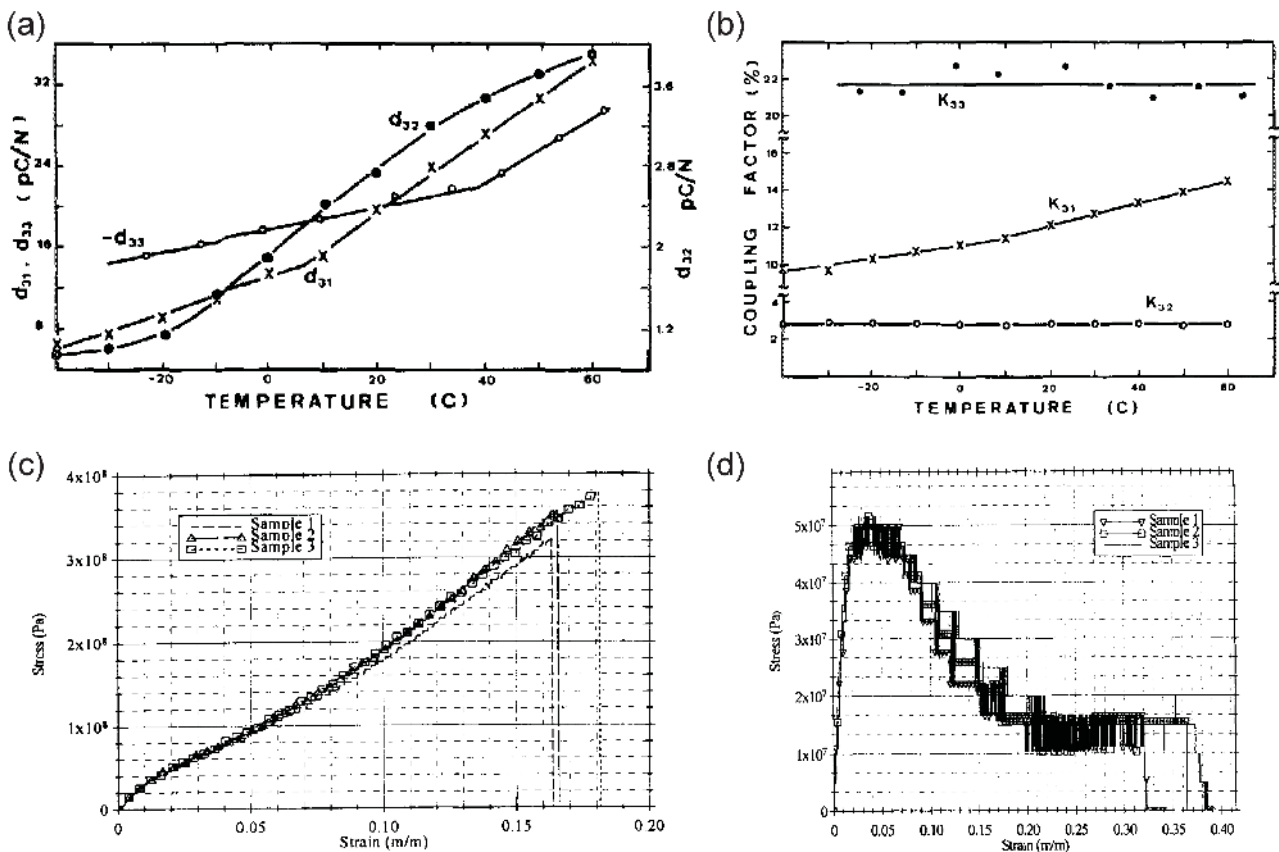 (a)
d₃₁, d₃₃ (pC/N)
32
24
16
8
3.6
2.8
2
1.2
pC/N
d₃₂
d₃₂
-d₃₃
d₃₁
-20
0
20
40
60
TEMPERATURE (C)
(b)
COUPLING FACTOR (%)
22
20
14
12
10
4
2
K₃₃
K₃₁
K₃₂
-20
0
20
40
60
TEMPERATURE (C)
(c)
Stress (Pa)
4x10⁸
3x10⁸
2x10⁸
1x10⁸
0
Sample 1
Sample 2
Sample 3
0
0.05
0.10
0.15
0.20
Strain (m/m)
(d)
Stress (Pa)
5x10⁷
4x10⁷
3x10⁷
2x10⁷
1x10⁷
0
Sample 1
Sample 2
Sample 3
0
0.05
0.10
0.15
0.20
0.25
0.30
0.35
0.40
Strain (m/m)